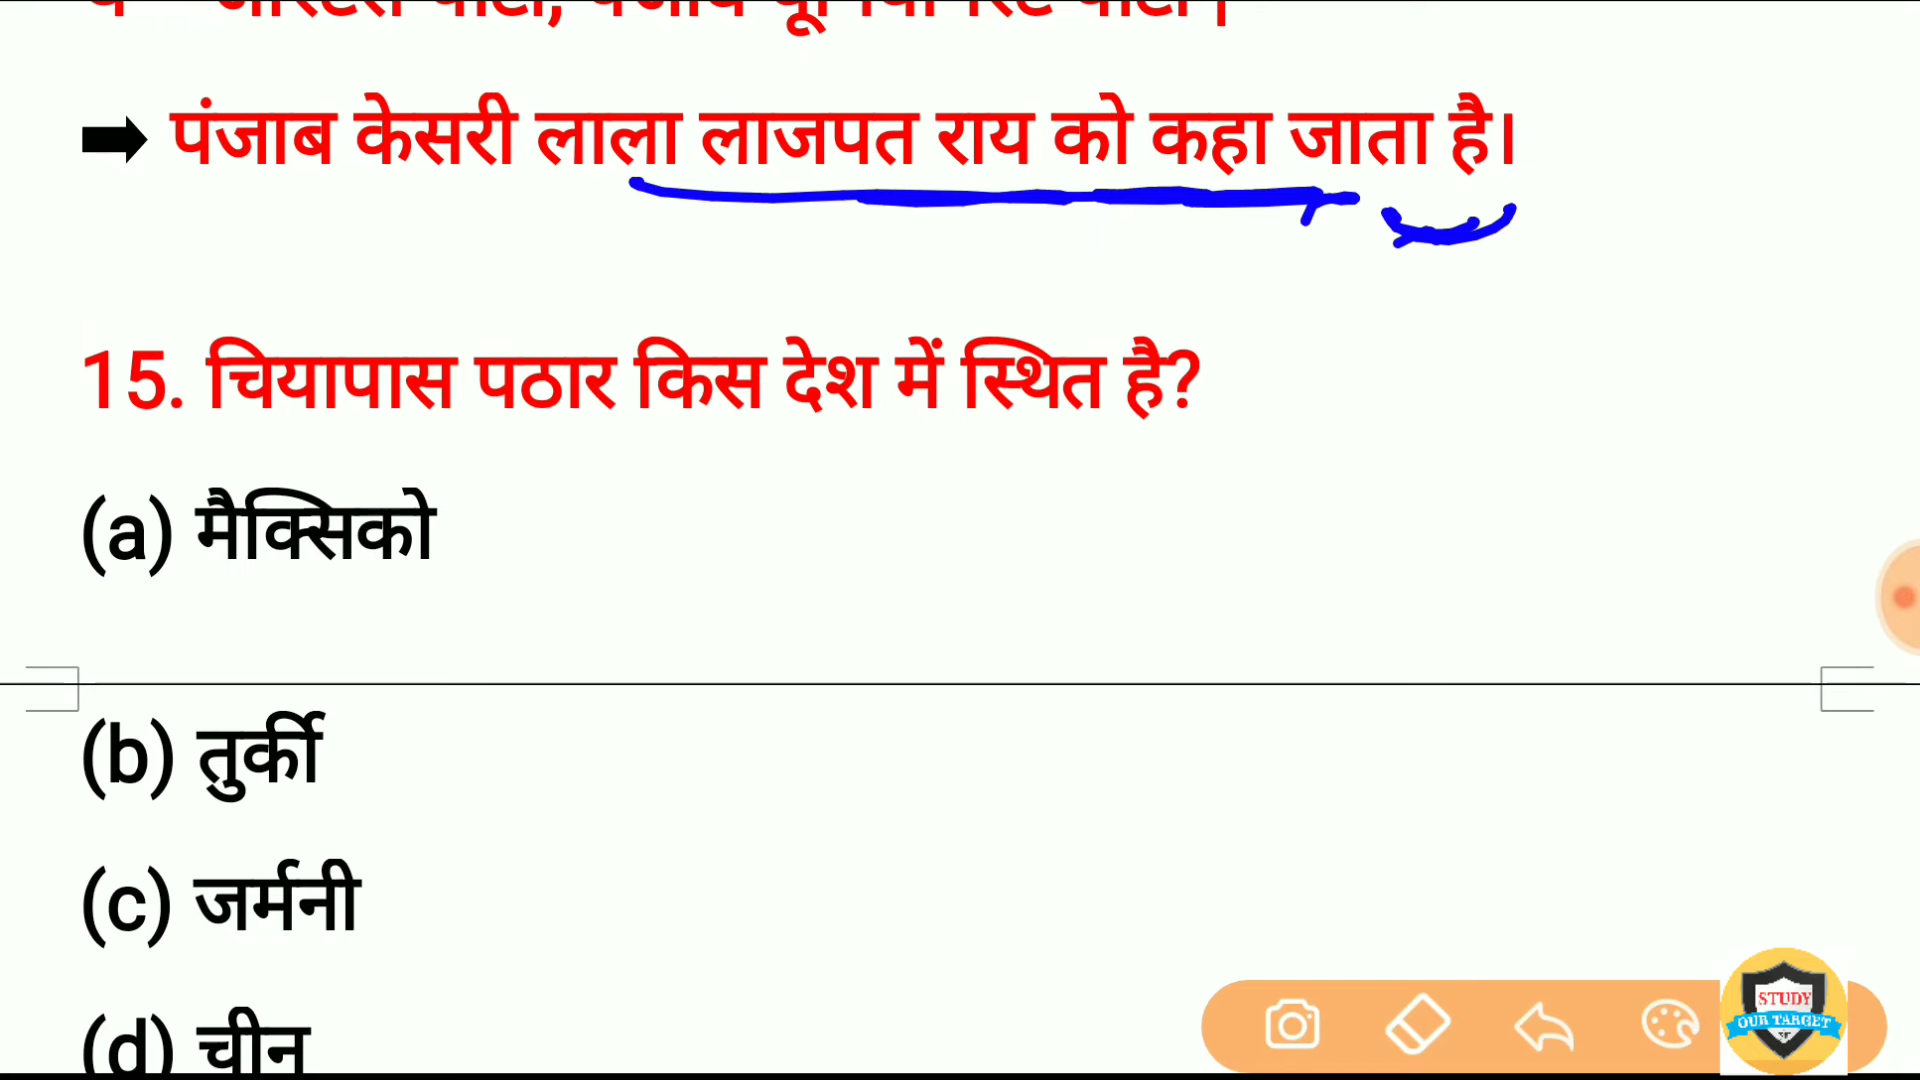 ➡ पंजाब केसरी लाला लाजपत राय को कहा जाता है।
15. चियापास पठार किस देश में स्थित है?
(a) मैक्सिको
(b) तुर्की
(c) जर्मनी
(d) चीन
STUDY
OUR TARGET